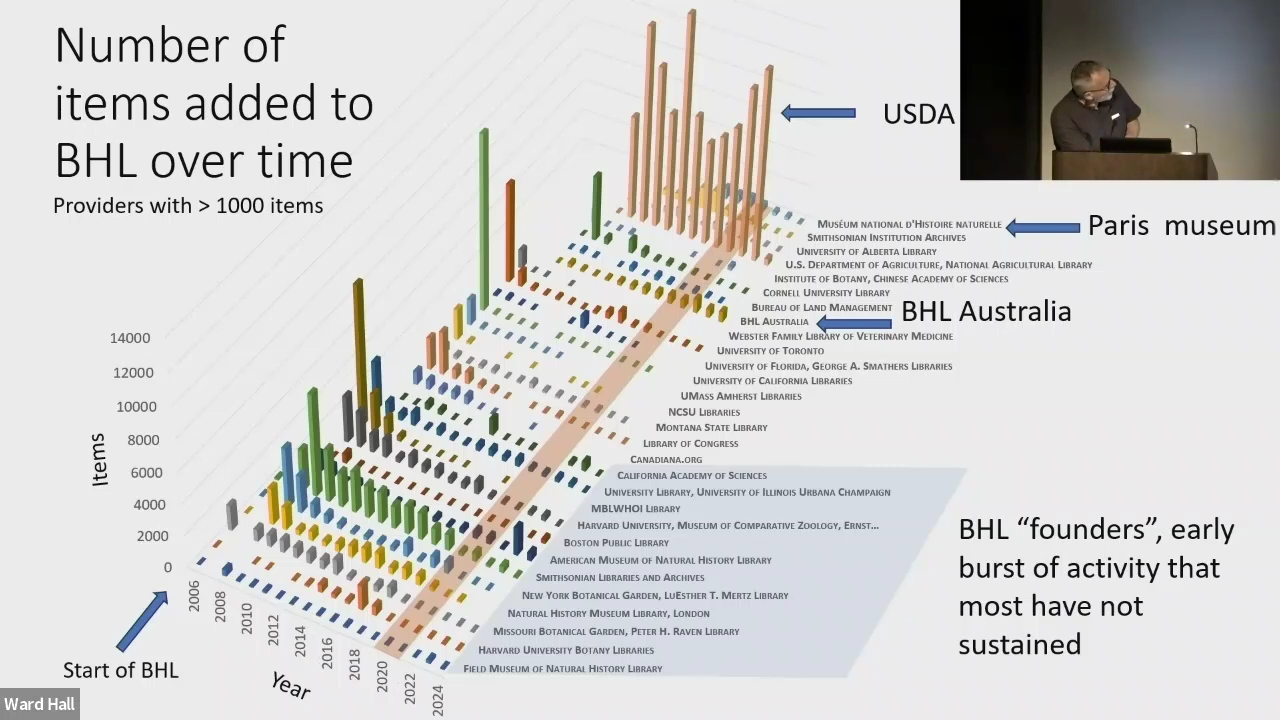 Number of
items added to
BHL over time
Providers with > 1000 items
USDA
Paris museum
BHL Australia
MUSÉUM NATIONAL D'HISTOIRE NATURELLE
SMITHSONIAN INSTITUTION ARCHIVES
UNIVERSITY OF ALBERTA LIBRARY
U.S. DEPARTMENT OF AGRICULTURE, NATIONAL AGRICULTURAL LIBRARY
INSTITUTE OF BOTANY, CHINESE ACADEMY OF SCIENCES
CORNELL UNIVERSITY LIBRARY
BUREAU OF LAND MANAGEMENT
BHL AUSTRALIA
WEBSTER FAMILY LIBRARY OF VETERINARY MEDICINE
UNIVERSITY OF TORONTO
UNIVERSITY OF FLORIDA, GEORGE A. SMATHERS LIBRARIES
UNIVERSITY OF CALIFORNIA LIBRARIES
UMASS AMHERST LIBRARIES
NCSU LIBRARIES
MONTANA STATE LIBRARY
LIBRARY OF CONGRESS
CANADIANA.ORG
CALIFORNIA ACADEMY OF SCIENCES
UNIVERSITY LIBRARY, UNIVERSITY OF ILLINOIS URBANA CHAMPAIGN
MBLWHOI LIBRARY
HARVARD UNIVERSITY, MUSEUM OF COMPARATIVE ZOOLOGY, ERNST...
BOSTON PUBLIC LIBRARY
AMERICAN MUSEUM OF NATURAL HISTORY LIBRARY
SMITHSONIAN LIBRARIES AND ARCHIVES
NEW YORK BOTANICAL GARDEN, LUESTHER T. MERTZ LIBRARY
NATURAL HISTORY MUSEUM LIBRARY, LONDON
MISSOURI BOTANICAL GARDEN, PETER H. RAVEN LIBRARY
HARVARD UNIVERSITY BOTANY LIBRARIES
FIELD MUSEUM OF NATURAL HISTORY LIBRARY
14000
12000
10000
8000
6000
4000
2000
0
Items
2006
2008
2010
2012
2014
2016
2018
2020
2022
2024
Year
Start of BHL
BHL “founders”, early
burst of activity that
most have not
sustained
Ward Hall